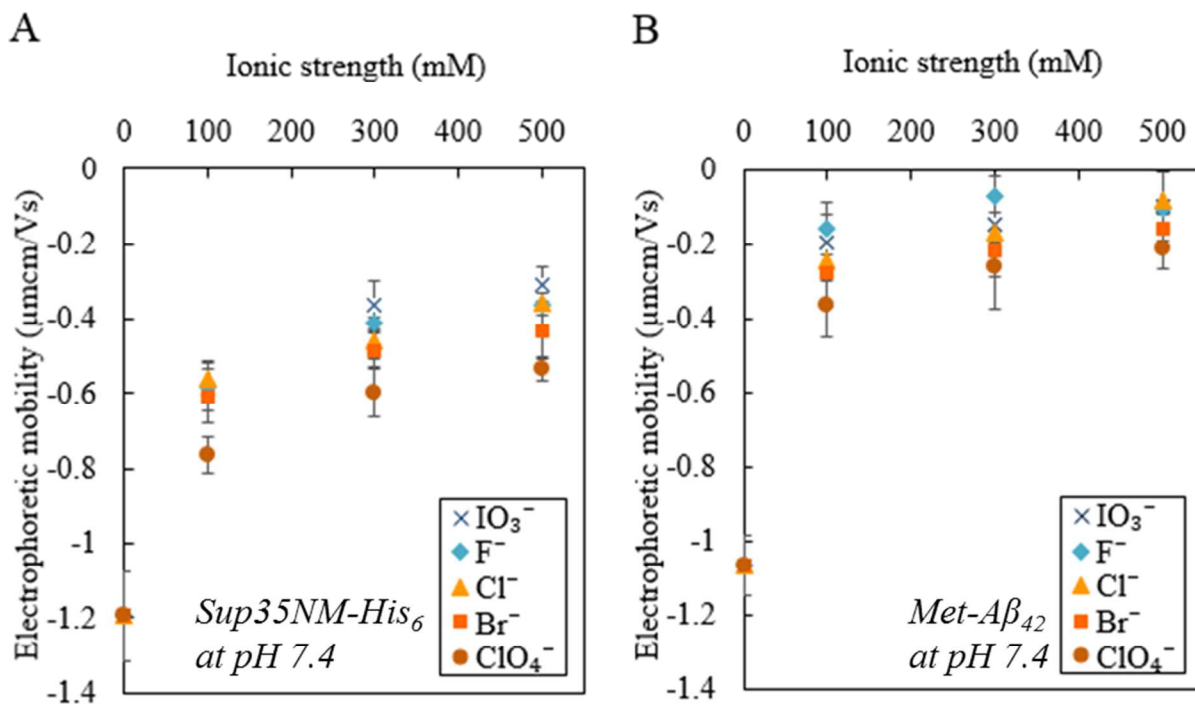 A
Ionic strength (mM)
0 100 200 300 400 500
Electrophoretic mobility (µmcm/Vs)
0
-0.2
-0.4
-0.6
-0.8
-1
-1.2
-1.4
IO₃⁻
F⁻
Cl⁻
Br⁻
ClO₄⁻
Sup35NM-His₆
at pH 7.4
B
Ionic strength (mM)
0 100 200 300 400 500
Electrophoretic mobility (µmcm/Vs)
0
-0.2
-0.4
-0.6
-0.8
-1
-1.2
-1.4
IO₃⁻
F⁻
Cl⁻
Br⁻
ClO₄⁻
Met-Aβ₄₂
at pH 7.4